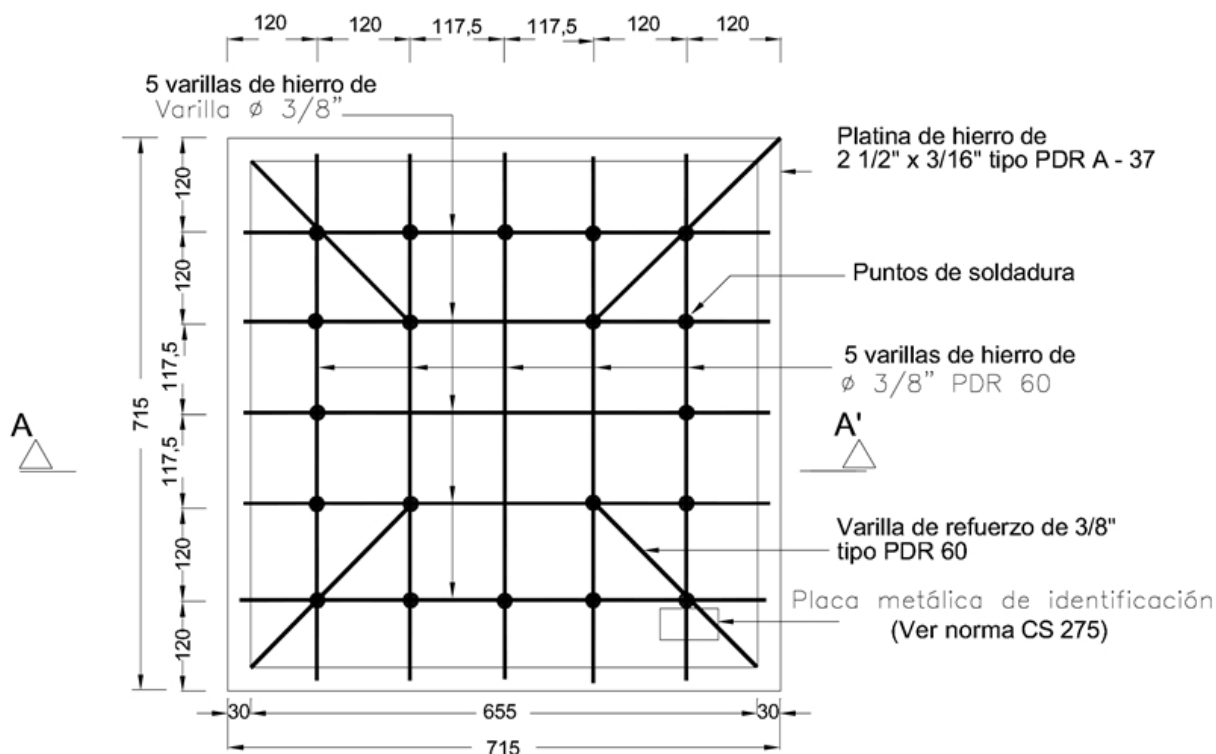 120
120
117,5
117,5
120
120
5 varillas de hierro de
Varilla ø 3/8”
Platina de hierro de
2 1/2" x 3/16" tipo PDR A - 37
120
120
117,5
117,5
120
120
715
Puntos de soldadura
5 varillas de hierro de
ø 3/8” PDR 60
A
A'
Varilla de refuerzo de 3/8"
tipo PDR 60
Placa metálica de identificación
(Ver norma CS 275)
30
655
30
715